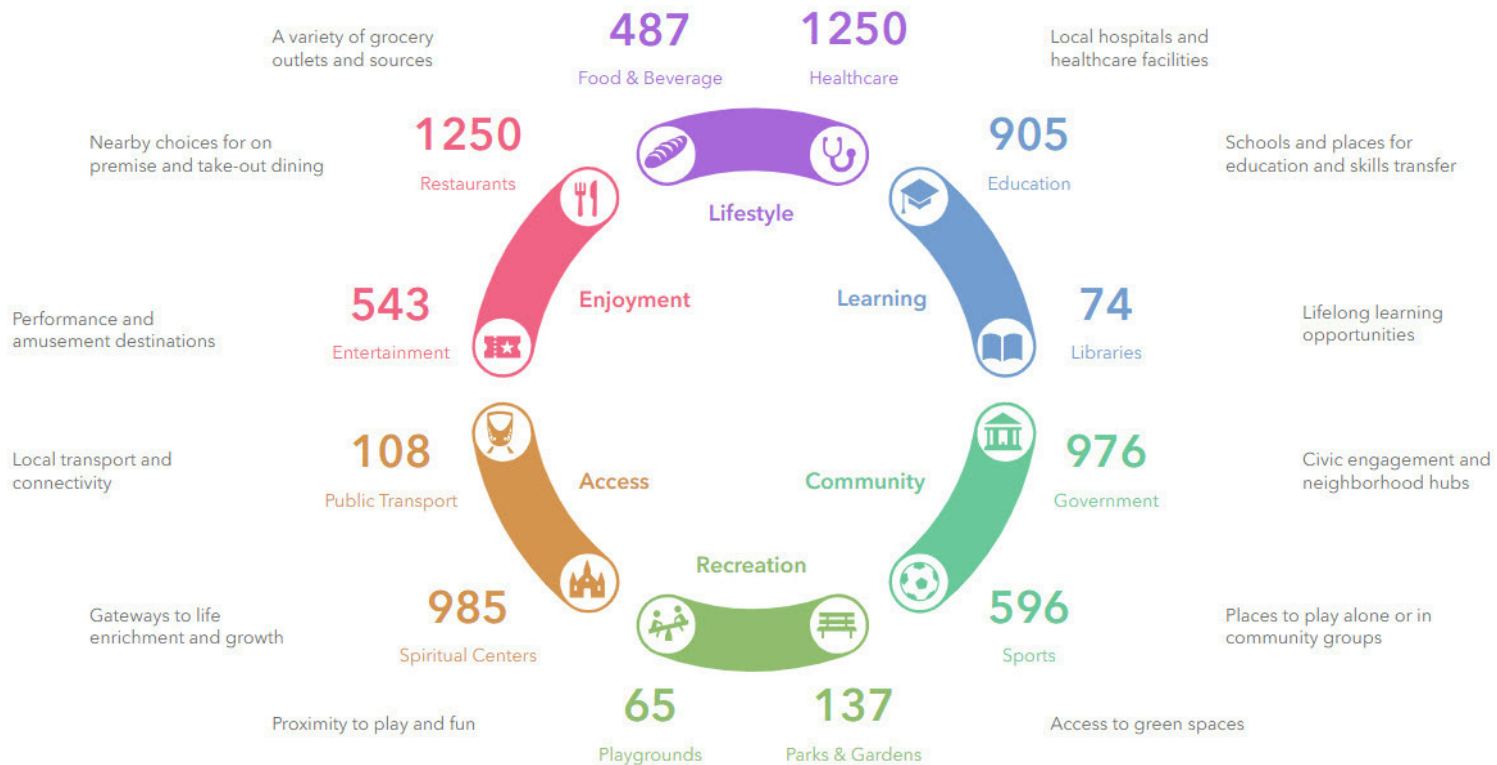 487
Food & Beverage
A variety of grocery
outlets and sources
1250
Healthcare
Local hospitals and
healthcare facilities
1250
Restaurants
Nearby choices for on
premise and take-out dining
905
Education
Schools and places for
education and skills transfer
Lifestyle
Enjoyment
Learning
543
Entertainment
Performance and
amusement destinations
74
Libraries
Lifelong learning
opportunities
108
Public Transport
Local transport and
connectivity
Access
Community
976
Government
Civic engagement and
neighborhood hubs
Recreation
985
Spiritual Centers
Gateways to life
enrichment and growth
596
Sports
Places to play alone or in
community groups
65
Playgrounds
Proximity to play and fun
137
Parks & Gardens
Access to green spaces